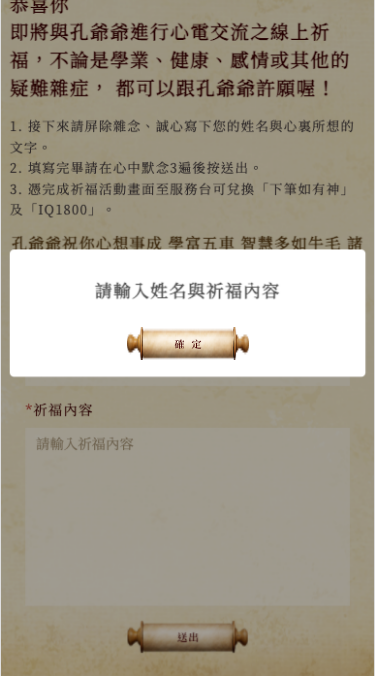 恭喜你
即將與孔爺爺進行心電交流之線上祈
福，不論是學業、健康、感情或其他的
疑難雜症， 都可以跟孔爺爺許願喔！
1. 接下來請屏除雜念、誠心寫下您的姓名與心裏所想的
文字。
2. 填寫完畢請在心中默念3遍後按送出。
3. 憑完成祈福活動畫面至服務台可兌換「下筆如有神」
及「IQ1800」。
孔爺爺祝你心想事成 學富五車 智慧多如牛毛 諸
請輸入姓名與祈福內容
確 定
*祈福內容
請輸入祈福內容
送出